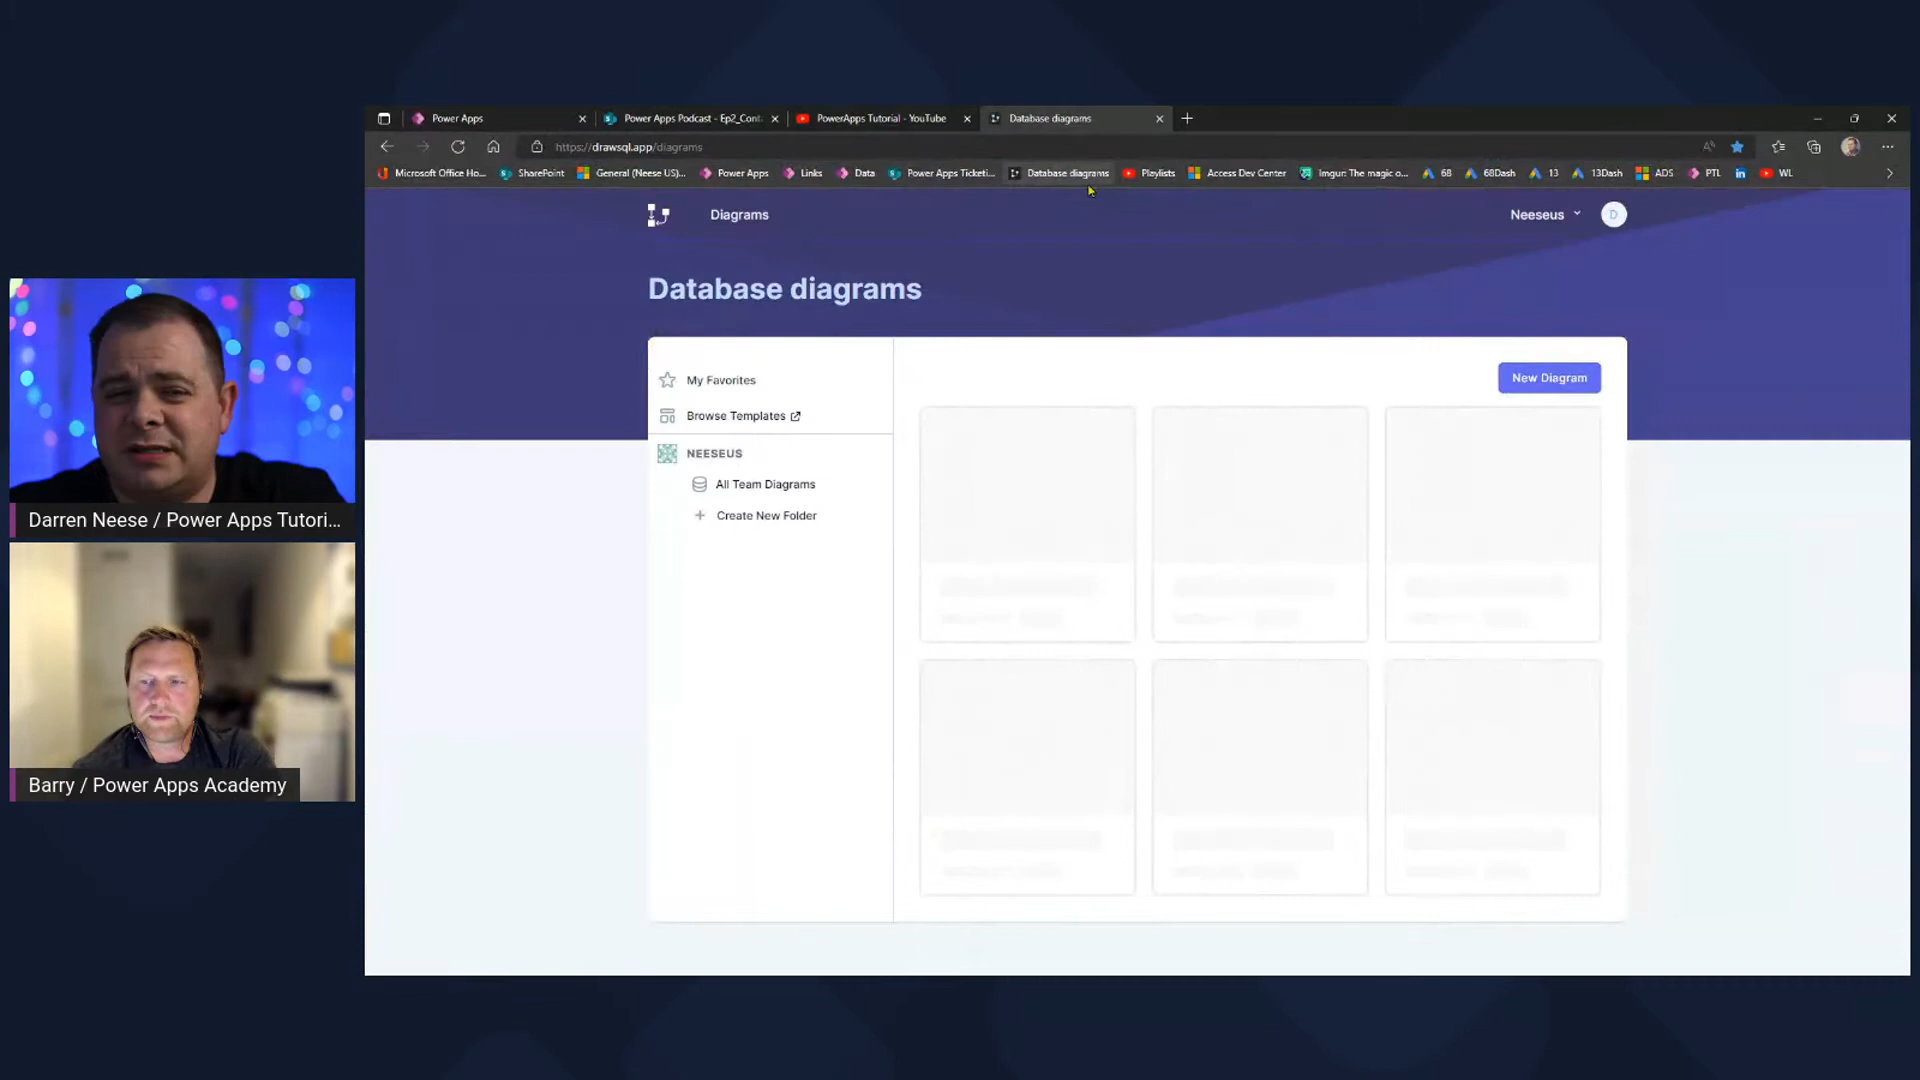 Power Apps
Power Apps Podcast - Ep2_Cont
PowerApps Tutorial - YouTube
Database diagrams
https://drawsql.app/diagrams
Microsoft Office Ho...
SharePoint
General (Neese US)...
Power Apps
Links
Data
Power Apps Ticketi...
Database diagrams
Playlists
Access Dev Center
Imgur: The magic o...
68
68Dash
13
13Dash
ADS
PTL
WL
Diagrams
Neeseus
D
Database diagrams
New Diagram
My Favorites
Browse Templates
NEESEUS
All Team Diagrams
Create New Folder
Darren Neese / Power Apps Tutori...
Barry / Power Apps Academy